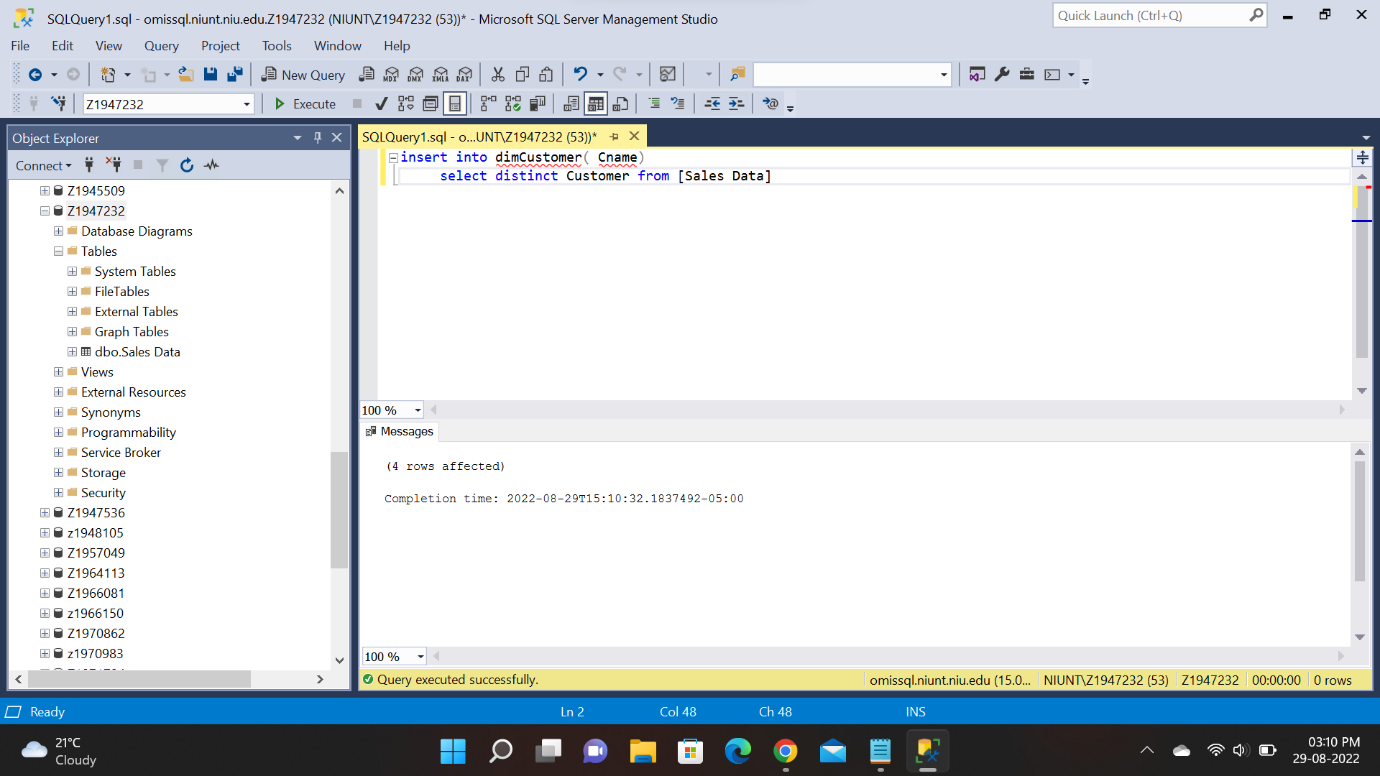 SQLQuery1.sql - omissql.niunt.niu.edu.Z1947232 (NIUNT\Z1947232 (53))* - Microsoft SQL Server Management Studio
Quick Launch (Ctrl+Q)
File Edit View Query Project Tools Window Help
New Query
MDX DMX XMLA DAX
Z1947232
Execute
Object Explorer
Connect
Z1945509
Z1947232
Database Diagrams
Tables
System Tables
FileTables
External Tables
Graph Tables
dbo.Sales Data
Views
External Resources
Synonyms
Programmability
Service Broker
Storage
Security
Z1947536
z1948105
Z1957049
Z1964113
Z1966081
z1966150
Z1970862
z1970983
SQLQuery1.sql - o...UNT\Z1947232 (53))*
insert into dimCustomer( Cname)
select distinct Customer from [Sales Data]
100 %
Messages
(4 rows affected)
Completion time: 2022-08-29T15:10:32.1837492-05:00
100 %
Query executed successfully.
omissql.niunt.niu.edu (15.0... NIUNT\Z1947232 (53) Z1947232 00:00:00 0 rows
Ready Ln 2 Col 48 Ch 48 INS
21°C
Cloudy
03:10 PM
29-08-2022